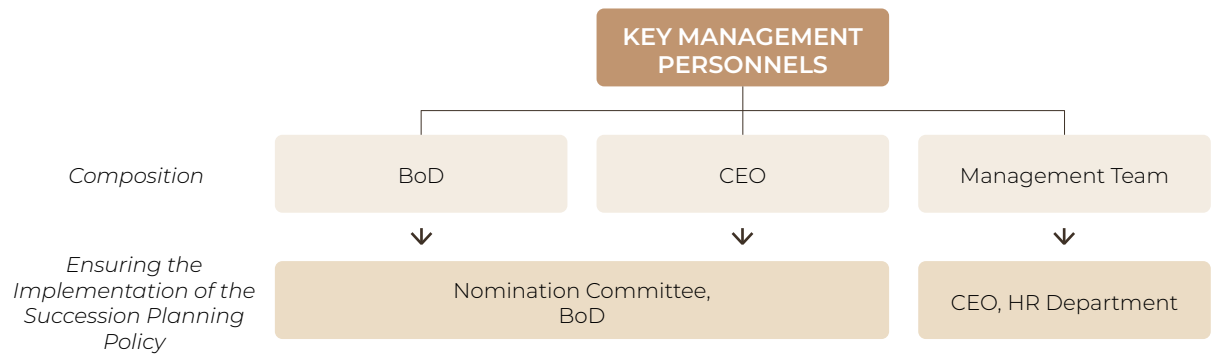 KEY MANAGEMENT
PERSONNELS
Composition
BoD
CEO
Management Team
Ensuring the
Implementation of the
Succession Planning
Policy
Nomination Committee,
BoD
CEO, HR Department